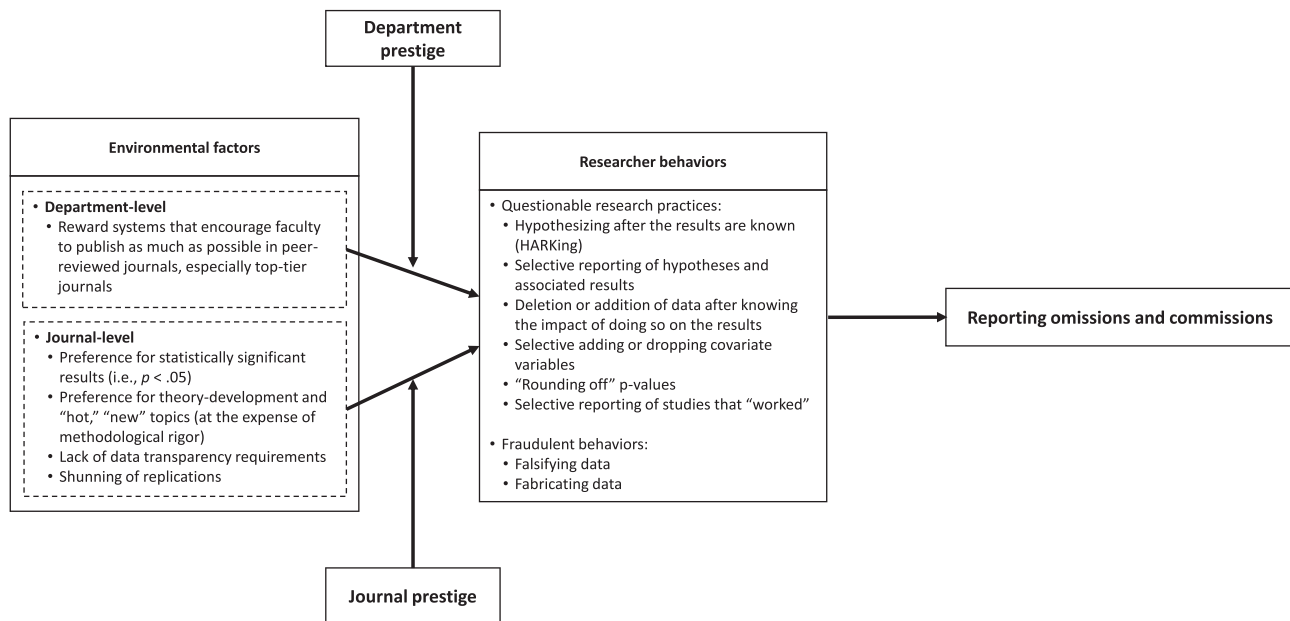 Department
prestige
Environmental factors
• Department-level
• Reward systems that encourage faculty
to publish as much as possible in peer-
reviewed journals, especially top-tier
journals
• Journal-level
• Preference for statistically significant
results (i.e., p < .05)
• Preference for theory-development and
“hot,” “new” topics (at the expense of
methodological rigor)
• Lack of data transparency requirements
• Shunning of replications
Researcher behaviors
• Questionable research practices:
• Hypothesizing after the results are known
(HARKing)
• Selective reporting of hypotheses and
associated results
• Deletion or addition of data after knowing
the impact of doing so on the results
• Selective adding or dropping covariate
variables
• “Rounding off” p-values
• Selective reporting of studies that “worked”
• Fraudulent behaviors:
• Falsifying data
• Fabricating data
Reporting omissions and commissions
Journal prestige